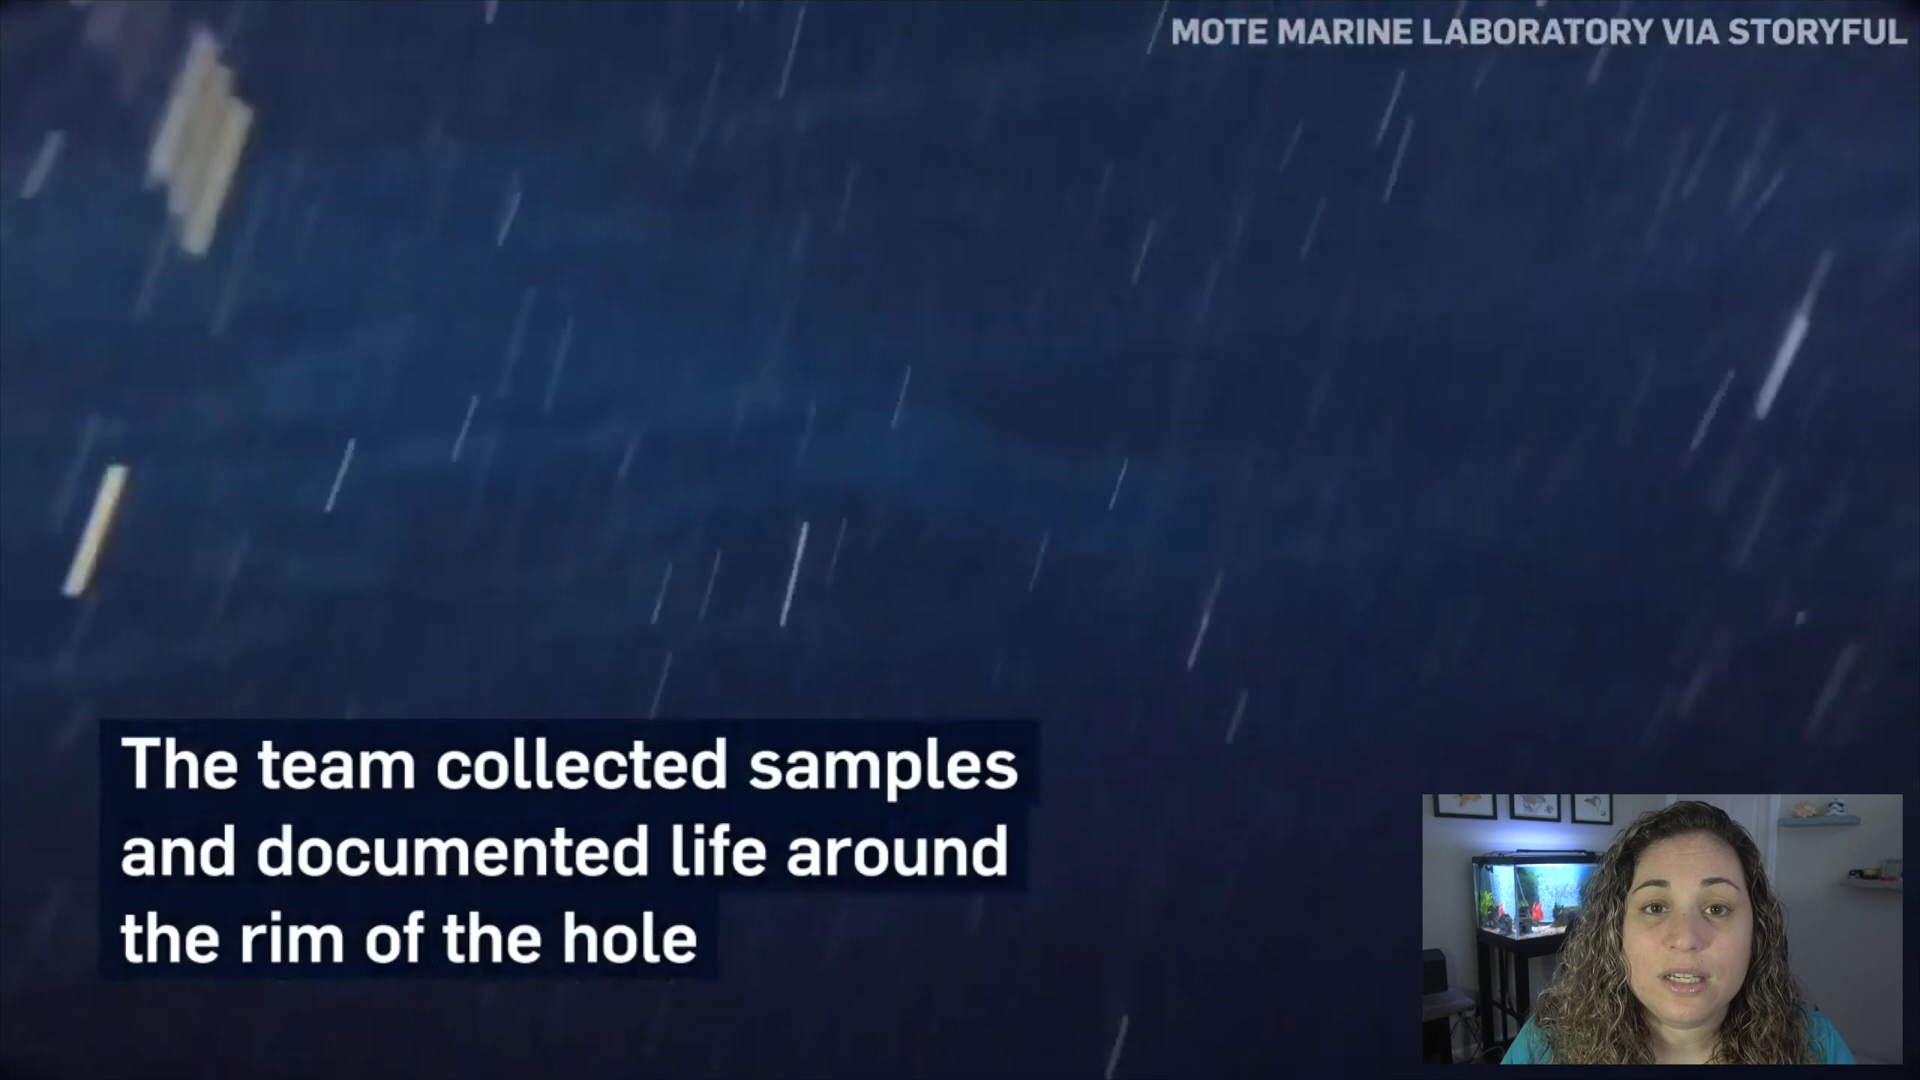 MOTE MARINE LABORATORY VIA STORYFUL
The team collected samples
and documented life around
the rim of the hole